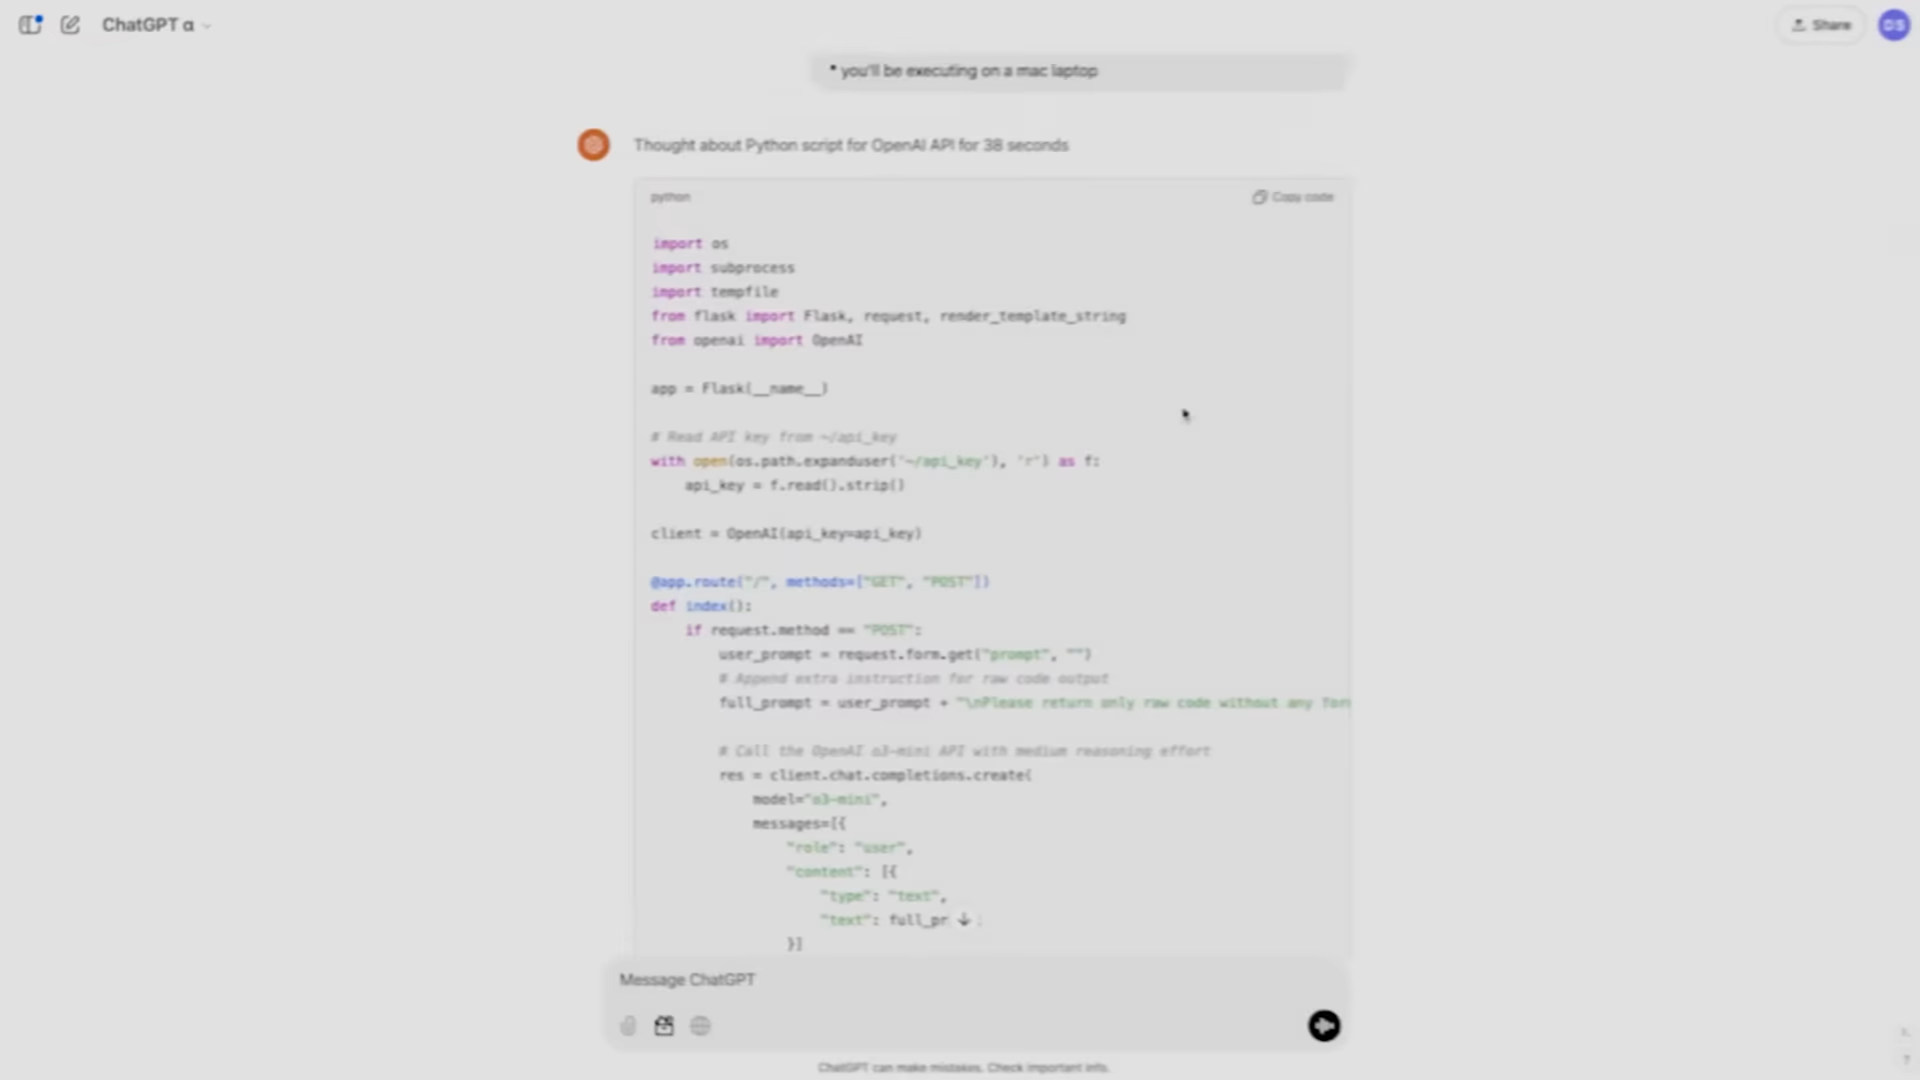 ChatGPT α
Share
DS
* you'll be executing on a mac laptop
Thought about Python script for OpenAI API for 38 seconds
python
Copy code
import os
import subprocess
import tempfile
from flask import Flask, request, render_template_string
from openai import OpenAI
app = Flask(__name__)
# Read API key from ~/api_key
with open(os.path.expanduser('~/api_key'), 'r') as f:
    api_key = f.read().strip()
client = OpenAI(api_key=api_key)
@app.route("/", methods=["GET", "POST"])
def index():
    if request.method == "POST":
        user_prompt = request.form.get("prompt", "")
        # Append extra instruction for raw code output
        full_prompt = user_prompt + "\nPlease return only raw code without any
        # Call the OpenAI o3-mini API with medium reasoning effort
        res = client.chat.completions.create(
            model="o3-mini",
            messages=[{
                "role": "user",
                "content": [{
                    "type": "text",
                    "text": full_pr
                }]
Message ChatGPT
ChatGPT can make mistakes. Check important info.